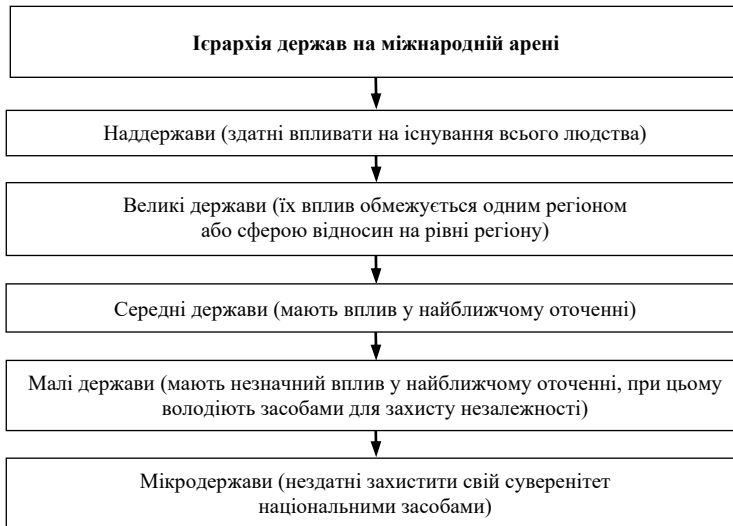 Ієрархія держав на міжнародній арені
Наддержави (здатні впливати на існування всього людства)
Великі держави (їх вплив обмежується одним регіоном
або сферою відносин на рівні регіону)
Середні держави (мають вплив у найближчому оточенні)
Малі держави (мають незначний вплив у найближчому оточенні, при цьому
володіють засобами для захисту незалежності)
Мікродержави (нездатні захистити свій суверенітет
національними засобами)